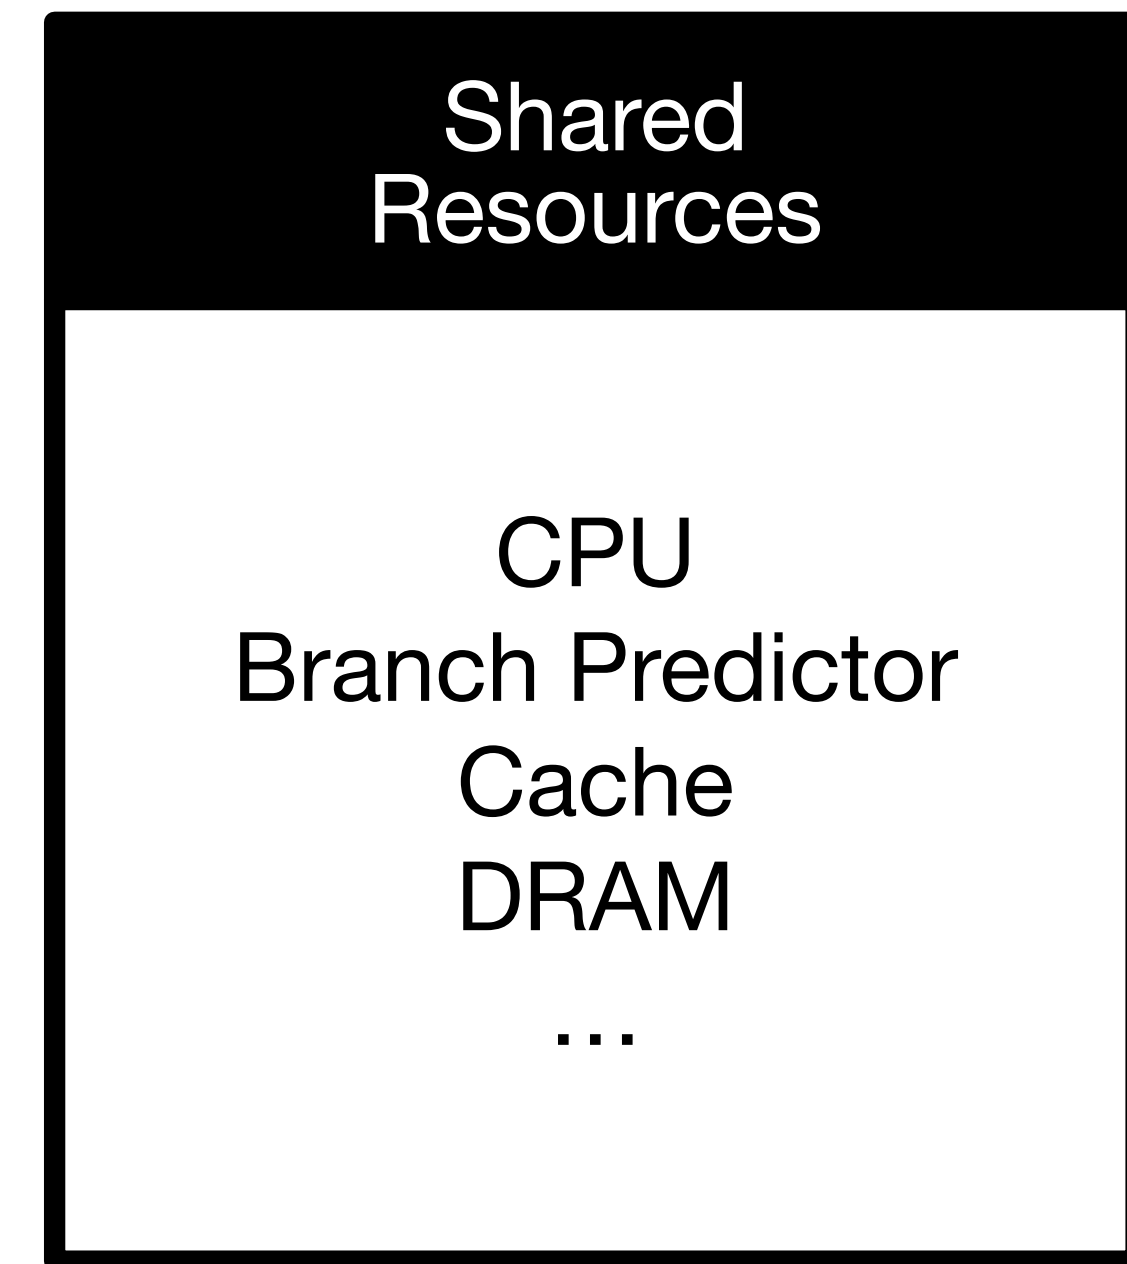 Shared
Resources
CPU
Branch Predictor
Cache
DRAM
...